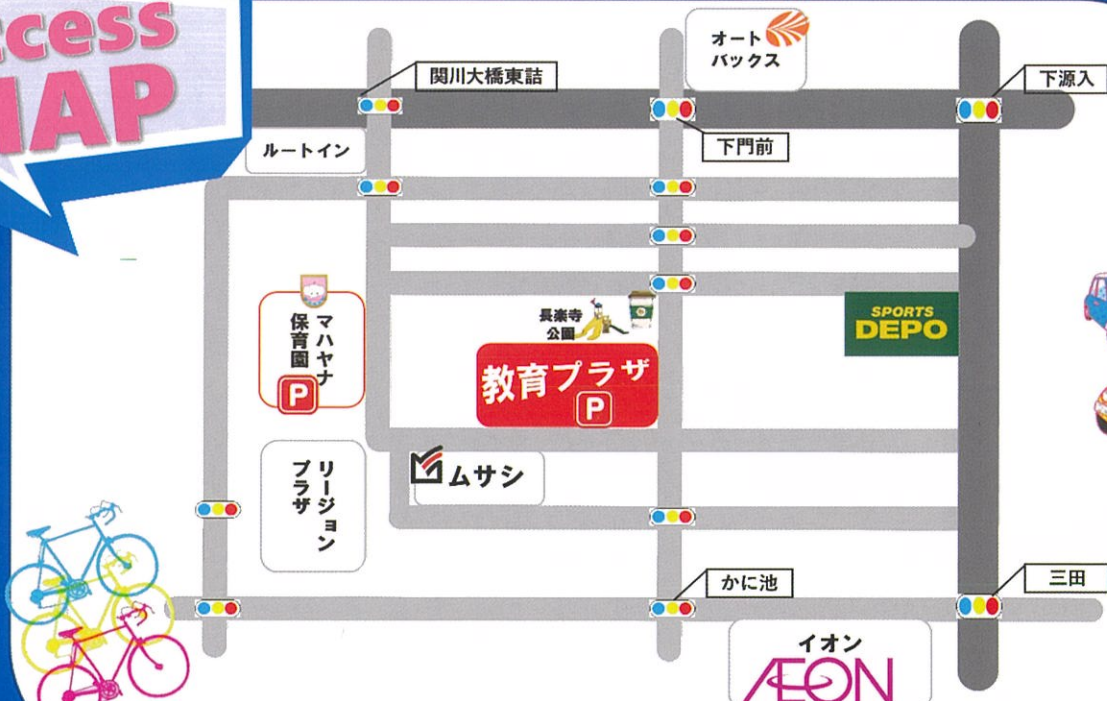 ccess
MAP
オート
バックス
関川大橋東詰
下源入
下門前
ルートイン
マハヤナ
保育園
P
長楽寺
公園
SPORTS
DEPO
教育プラザ
P
リージョン
プラザ
ムサシ
かに池
三田
イオン
ÆON